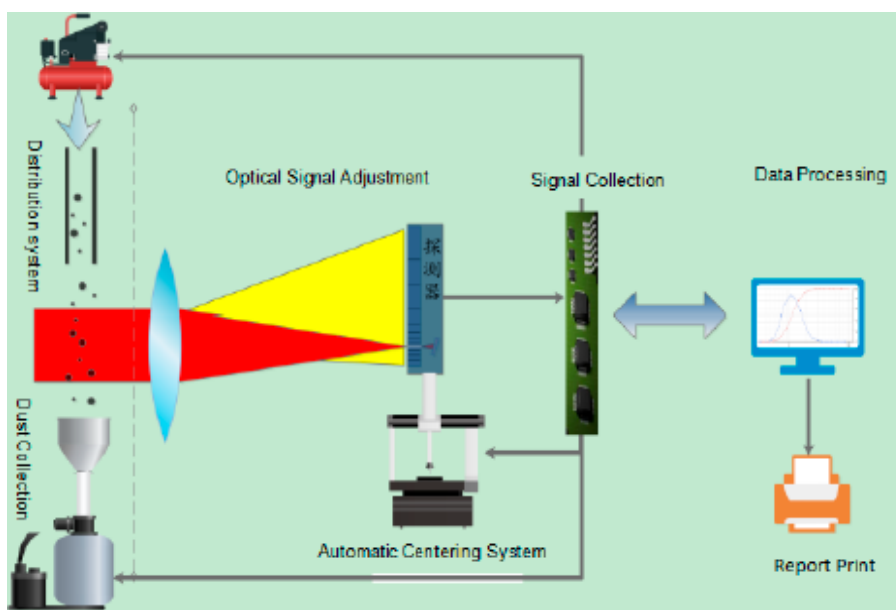 Distribution system
Optical Signal Adjustment
Signal Collection
Data Processing
探测器
Dust Collection
Automatic Centering System
Report Print